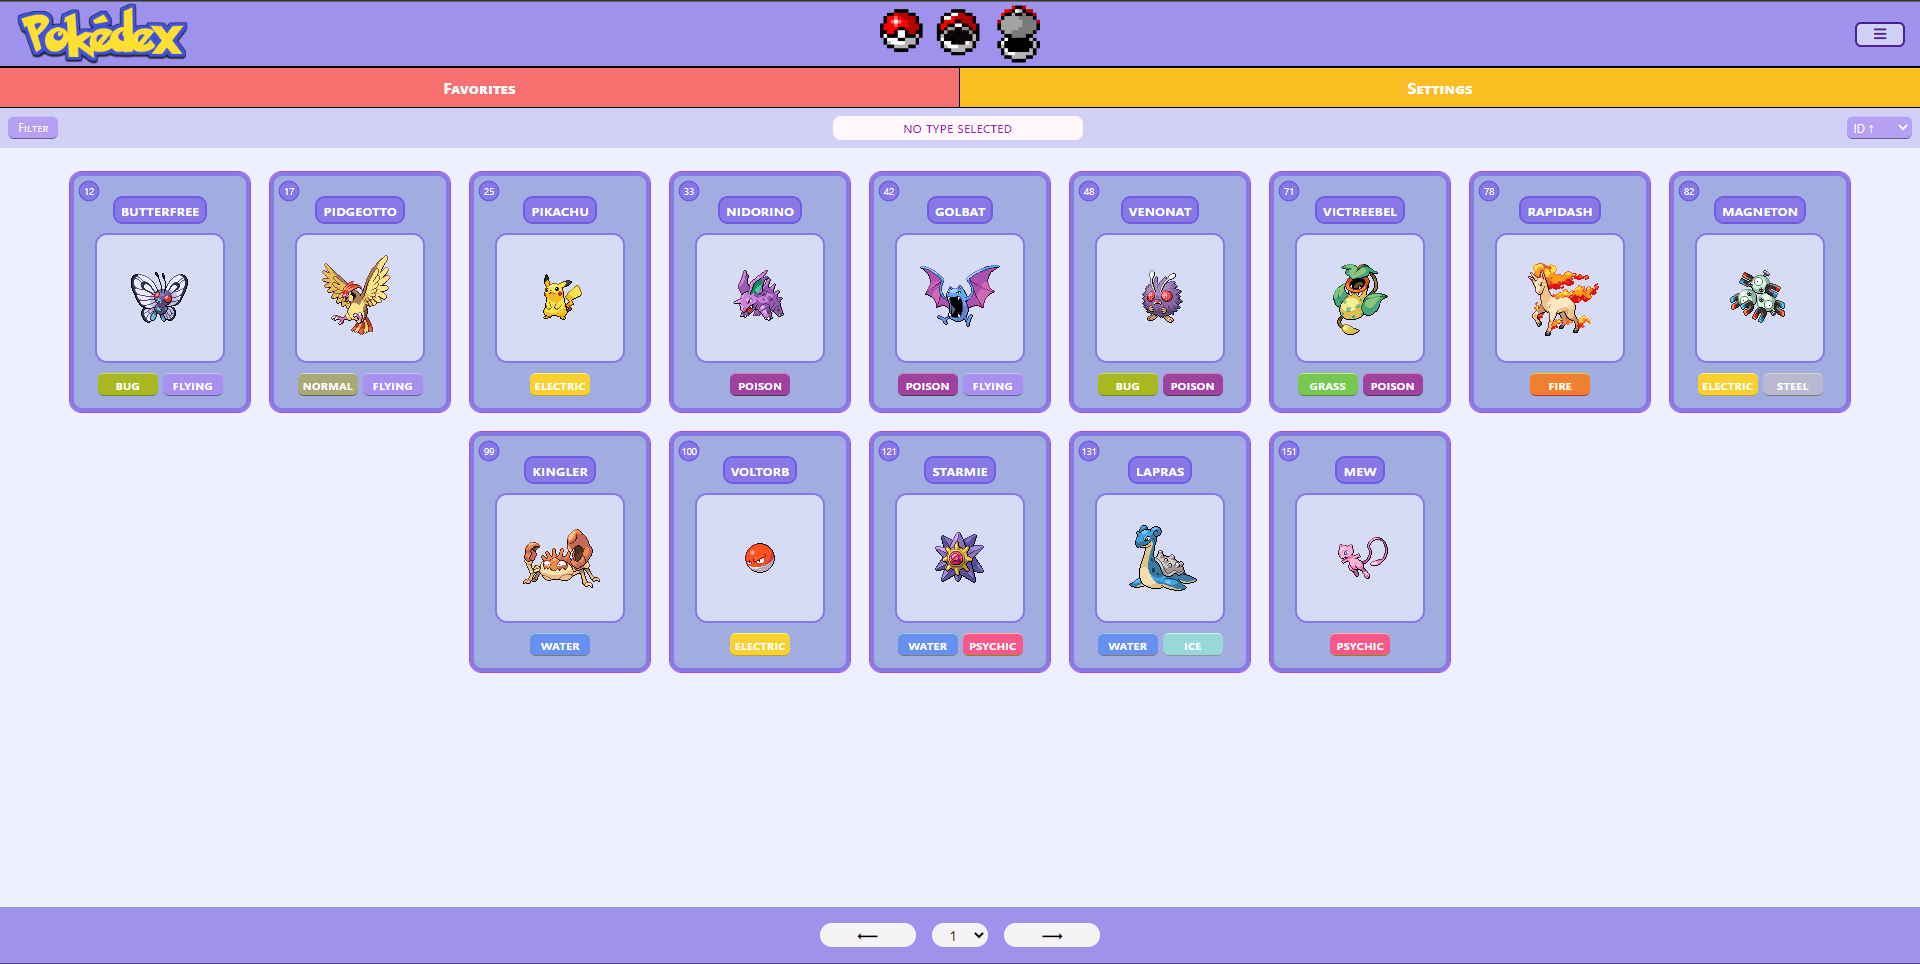 Pokédex
☰
Favorites
Settings
Filter
NO TYPE SELECTED
ID ↑
12
BUTTERFREE
BUG FLYING
17
PIDGEOTTO
NORMAL FLYING
25
PIKACHU
ELECTRIC
33
NIDORINO
POISON
42
GOLBAT
POISON FLYING
48
VENONAT
BUG POISON
71
VICTREEBEL
GRASS POISON
78
RAPIDASH
FIRE
82
MAGNETON
ELECTRIC STEEL
99
KINGLER
WATER
100
VOLTORB
ELECTRIC
121
STARMIE
WATER PSYCHIC
131
LAPRAS
WATER ICE
151
MEW
PSYCHIC
⟵ 1 ⟶